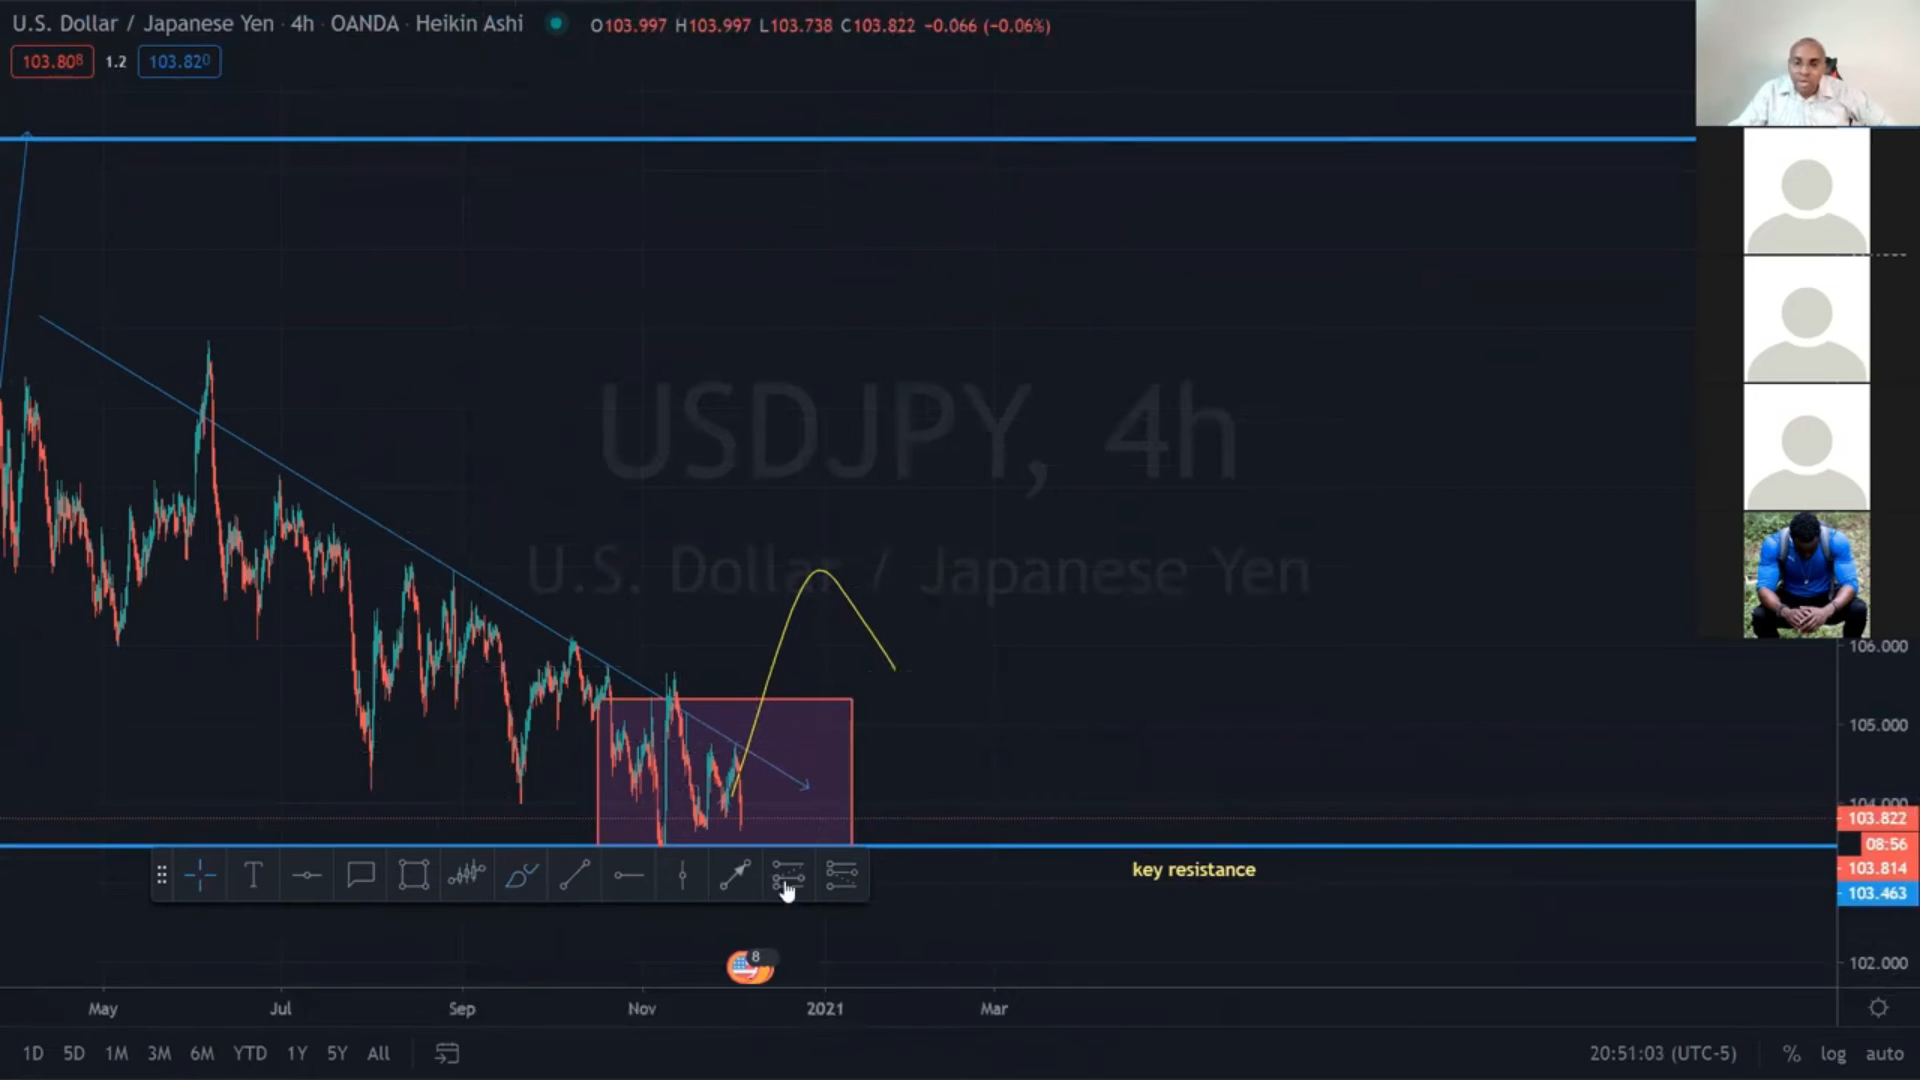 U.S. Dollar / Japanese Yen · 4h · OANDA · Heikin Ashi O103.997 H103.997 L103.738 C103.822 −0.066 (−0.06%)
103.808 1.2 103.820
USDJPY, 4h
U.S. Dollar / Japanese Yen
106.000
105.000
104.000
103.822
08:56
103.814
103.463
key resistance
8
102.000
May Jul Sep Nov 2021 Mar
1D 5D 1M 3M 6M YTD 1Y 5Y All 20:51:03 (UTC-5) % log auto